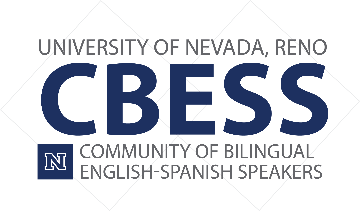 UNIVERSITY OF NEVADA, RENO
CBESS
N COMMUNITY OF BILINGUAL
ENGLISH-SPANISH SPEAKERS